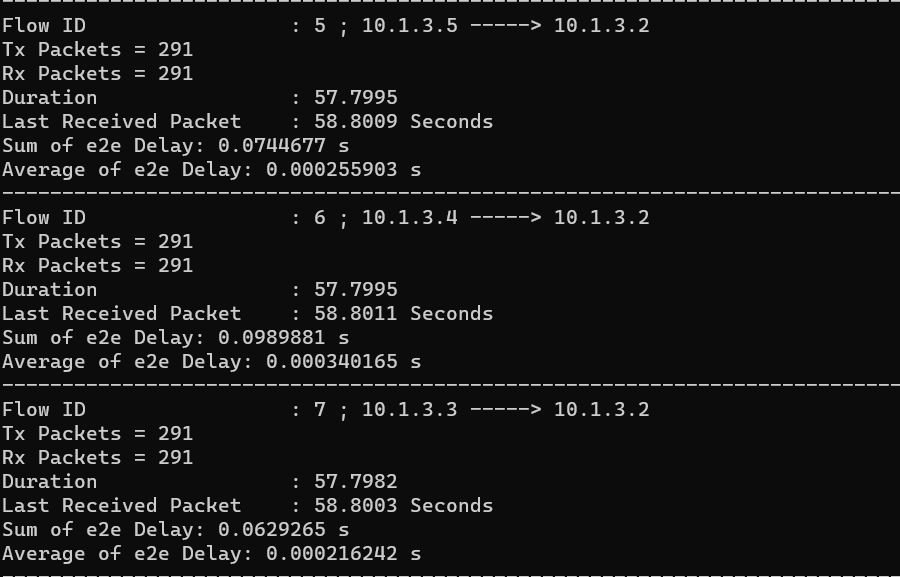 Flow ID                 : 5 ; 10.1.3.5 -----> 10.1.3.2
Tx Packets = 291
Rx Packets = 291
Duration                : 57.7995
Last Received Packet    : 58.8009 Seconds
Sum of e2e Delay: 0.0744677 s
Average of e2e Delay: 0.000255903 s
---------------------------------------------------------------------------
Flow ID                 : 6 ; 10.1.3.4 -----> 10.1.3.2
Tx Packets = 291
Rx Packets = 291
Duration                : 57.7995
Last Received Packet    : 58.8011 Seconds
Sum of e2e Delay: 0.0989881 s
Average of e2e Delay: 0.000340165 s
---------------------------------------------------------------------------
Flow ID                 : 7 ; 10.1.3.3 -----> 10.1.3.2
Tx Packets = 291
Rx Packets = 291
Duration                : 57.7982
Last Received Packet    : 58.8003 Seconds
Sum of e2e Delay: 0.0629265 s
Average of e2e Delay: 0.000216242 s
---------------------------------------------------------------------------